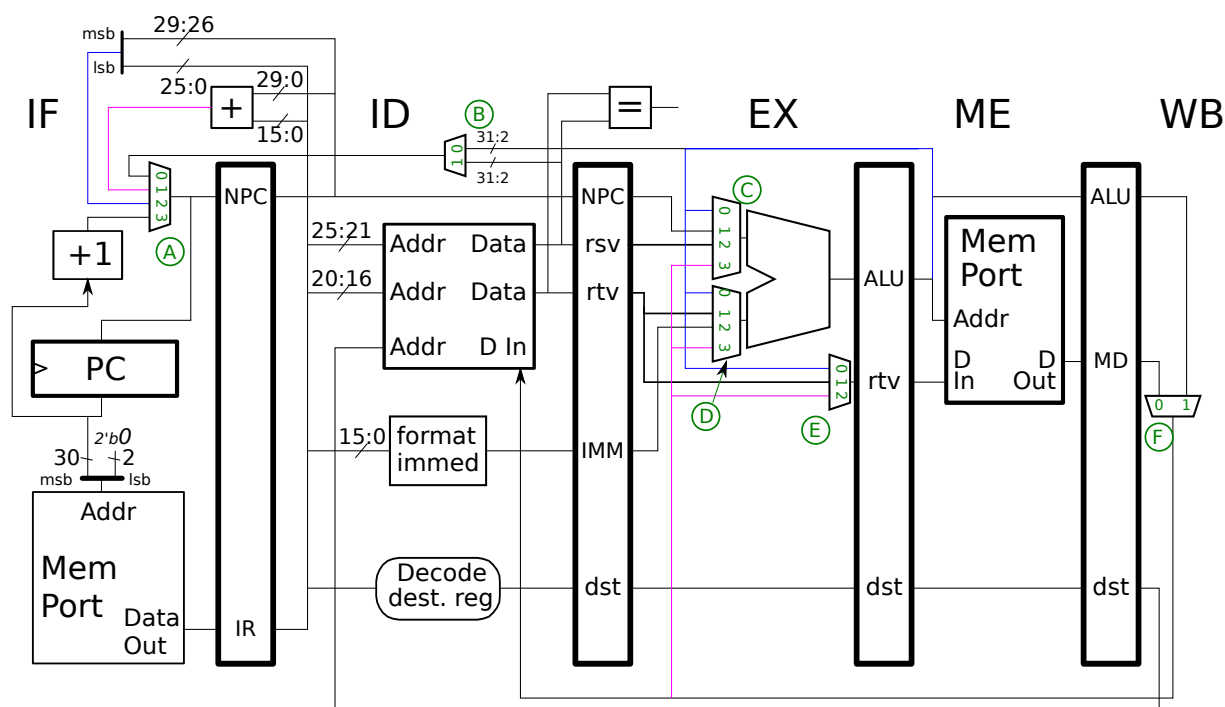 29:26
msb
lsb
25:0
29:0
+
15:0
IF
ID
B
=
EX
ME
WB
31:2
0
1
31:2
0
1
2
3
A
NPC
NPC
C
0
1
2
3
ALU
+1
25:21
Addr
Data
rsv
Mem
Port
20:16
Addr
Data
rtv
ALU
0
1
2
3
Addr
Addr
D In
PC
D
In
D
Out
MD
0
1
2
rtv
D
E
0
1
F
15:0
format
immed
IMM
2'b0
30
2
msb
lsb
Addr
Mem
Port
Data
Out
IR
Decode
dest. reg
dst
dst
dst